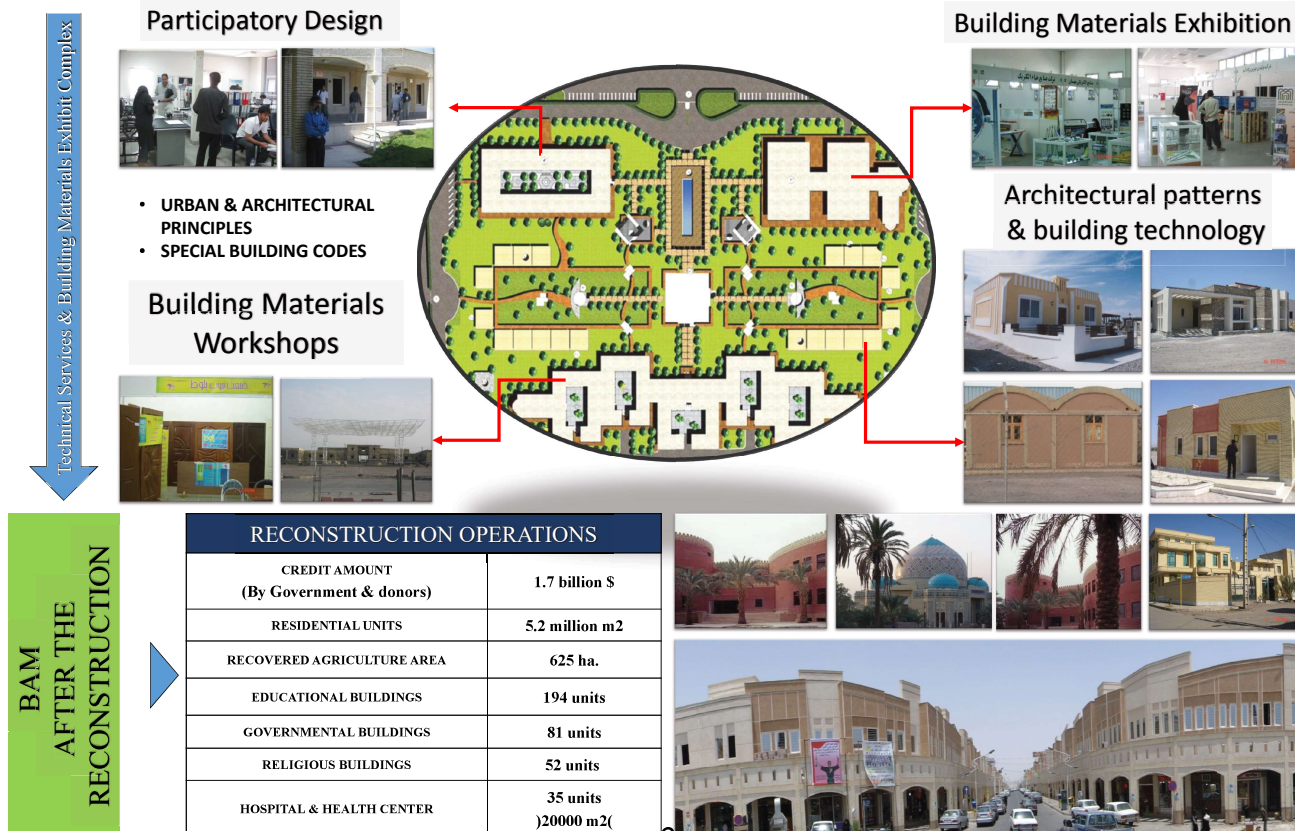 Technical Services & Building Materials Exhibit Complex
Participatory Design
• URBAN & ARCHITECTURAL
PRINCIPLES
• SPECIAL BUILDING CODES
Building Materials
Workshops
Building Materials Exhibition
Architectural patterns
& building technology
BAM
AFTER THE
RECONSTRUCTION
RECONSTRUCTION OPERATIONS
CREDIT AMOUNT
(By Government & donors)
1.7 billion $
RESIDENTIAL UNITS
5.2 million m2
RECOVERED AGRICULTURE AREA
625 ha.
EDUCATIONAL BUILDINGS
194 units
GOVERNMENTAL BUILDINGS
81 units
RELIGIOUS BUILDINGS
52 units
HOSPITAL & HEALTH CENTER
35 units
)20000 m2(